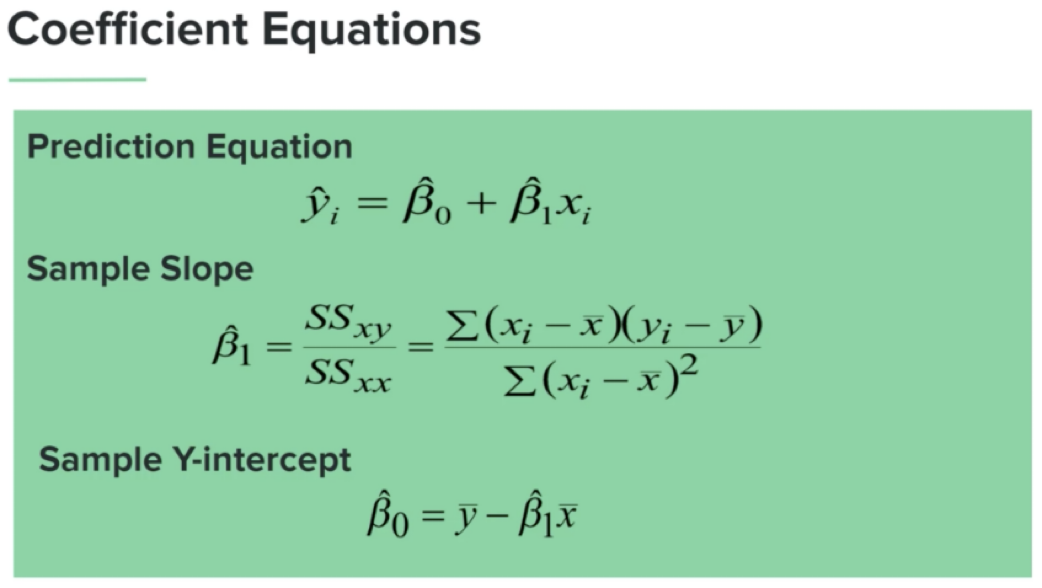 Coefficient Equations
Prediction Equation
ŷᵢ = β̂₀ + β̂₁xᵢ
Sample Slope
β̂₁ = SSₓᵧ / SSₓₓ = Σ(xᵢ − x̄)(yᵢ − ȳ) / Σ(xᵢ − x̄)²
Sample Y-intercept
β̂₀ = ȳ − β̂₁x̄